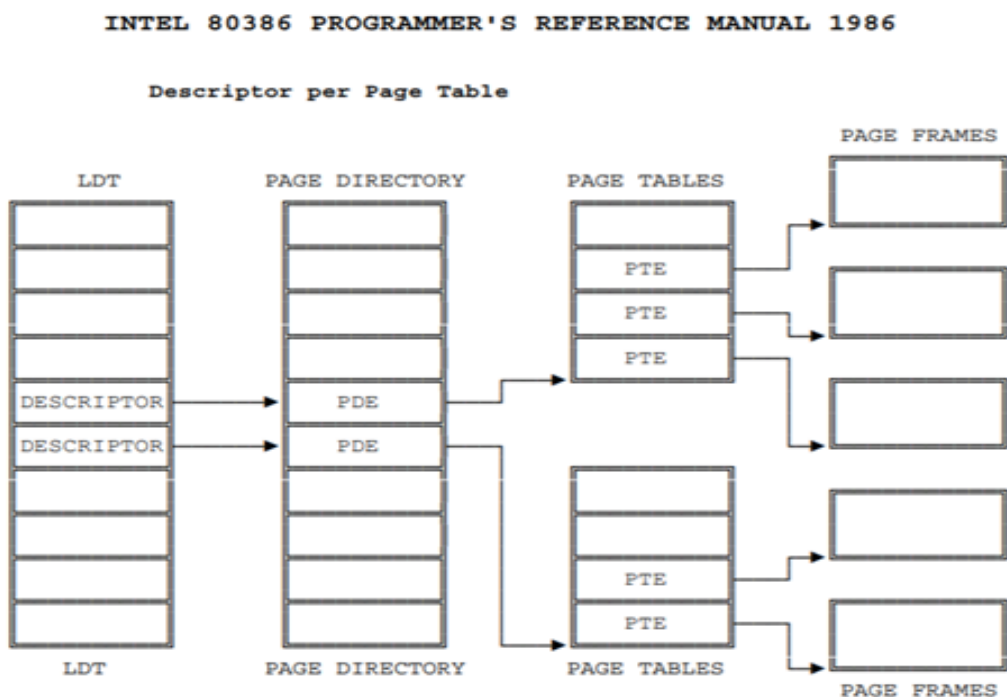 INTEL 80386 PROGRAMMER'S REFERENCE MANUAL 1986
Descriptor per Page Table
PAGE FRAMES
LDT PAGE DIRECTORY PAGE TABLES
PTE
PTE
PTE
DESCRIPTOR PDE
DESCRIPTOR PDE
PTE
PTE
LDT PAGE DIRECTORY PAGE TABLES
PAGE FRAMES